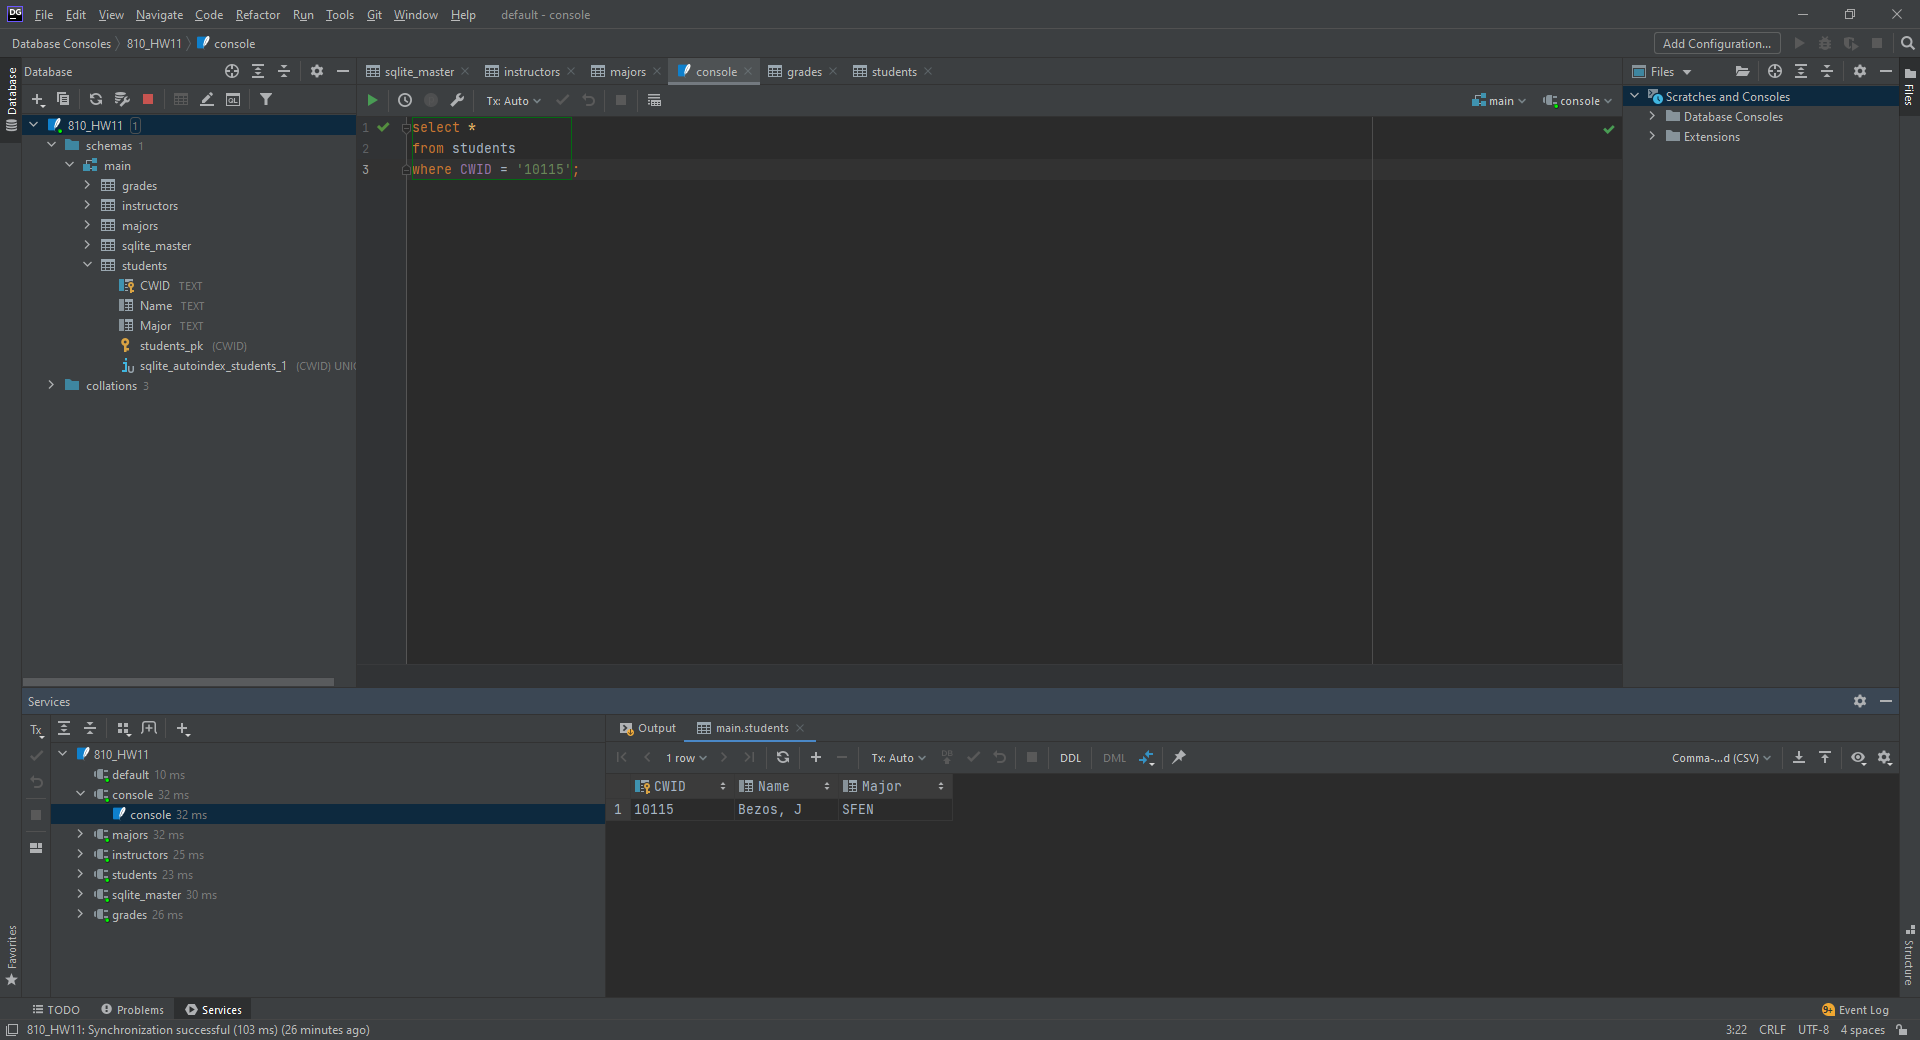 DG File Edit View Navigate Code Refactor Run Tools Git Window Help default - console
Database Consoles 810_HW11 console Add Configuration...
Database
sqlite_master instructors majors console grades students
Files
Tx: Auto main console
Database
Files
810_HW11 1
schemas 1
main
grades
instructors
majors
sqlite_master
students
CWID TEXT
Name TEXT
Major TEXT
students_pk (CWID)
sqlite_autoindex_students_1 (CWID) UNIC
collations 3
1 select *
2 from students
3 where CWID = '10115';
Scratches and Consoles
Database Consoles
Extensions
Services
Tx
810_HW11
default 10 ms
console 32 ms
console 32 ms
majors 32 ms
instructors 25 ms
students 23 ms
sqlite_master 30 ms
grades 26 ms
Output main.students
1 row Tx: Auto DB DDL DML Comma-...d (CSV)
CWID Name Major
1 10115 Bezos, J SFEN
Favorites
Structure
TODO Problems Services 9+ Event Log
810_HW11: Synchronization successful (103 ms) (26 minutes ago) 3:22 CRLF UTF-8 4 spaces